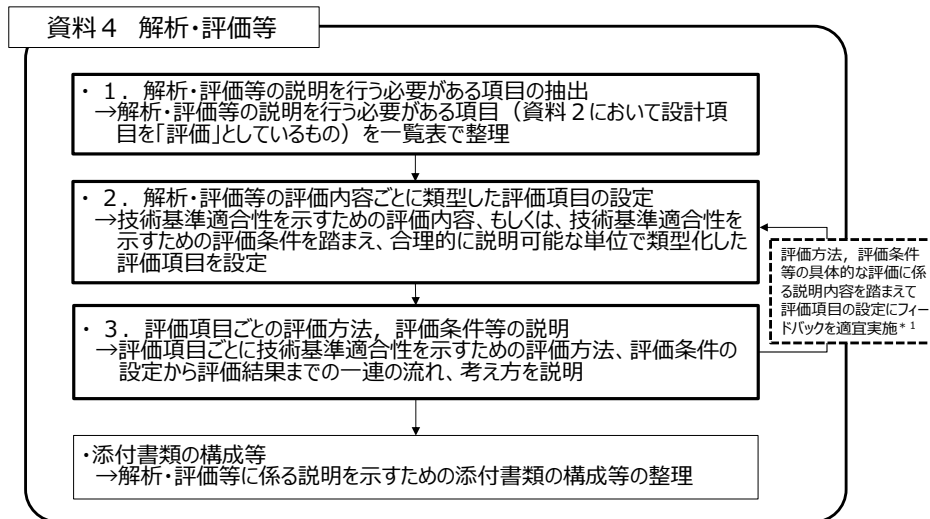 資料４　解析・評価等
・ １．解析・評価等の説明を行う必要がある項目の抽出
→解析・評価等の説明を行う必要がある項目（資料２において設計項
目を「評価」としているもの）を一覧表で整理
・ ２．解析・評価等の評価内容ごとに類型した評価項目の設定
→技術基準適合性を示すための評価内容、もしくは、技術基準適合性を
示すための評価条件を踏まえ、合理的に説明可能な単位で類型化した
評価項目を設定
評価方法，評価条件
等の具体的な評価に係
る説明内容を踏まえて
評価項目の設定にフィー
ドバックを適宜実施＊１
・ ３．評価項目ごとの評価方法，評価条件等の説明
→評価項目ごとに技術基準適合性を示すための評価方法、評価条件の
設定から評価結果までの一連の流れ、考え方を説明
・添付書類の構成等
→解析・評価等に係る説明を示すための添付書類の構成等の整理